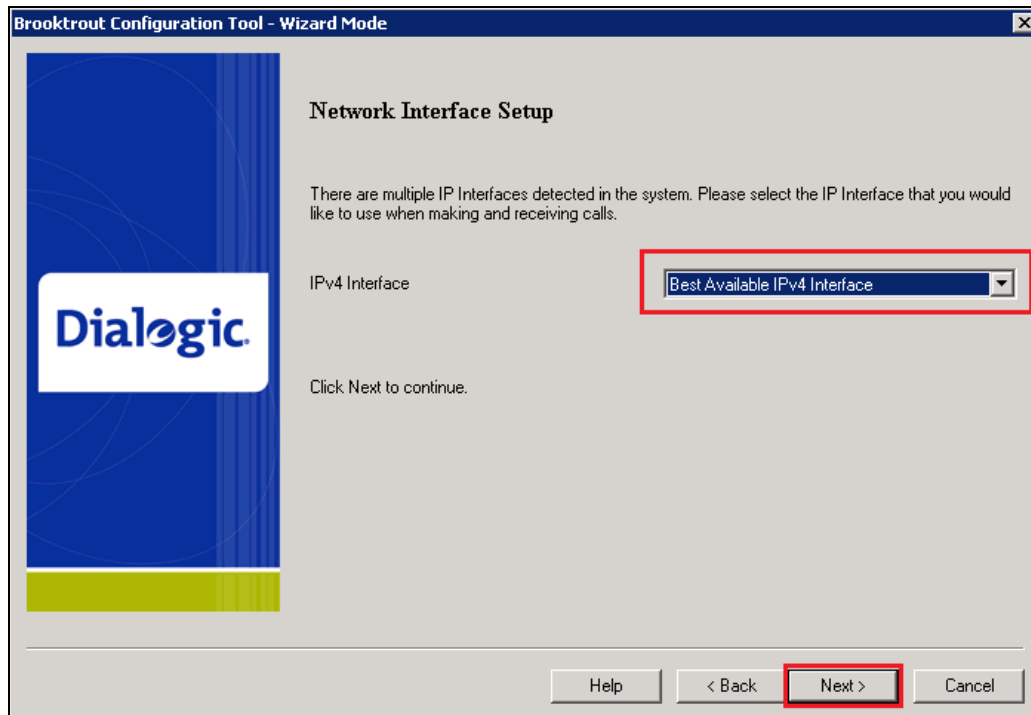 Brooktrout Configuration Tool - Wizard Mode
Network Interface Setup
There are multiple IP Interfaces detected in the system. Please select the IP Interface that you would
like to use when making and receiving calls.
IPv4 Interface
Best Available IPv4 Interface
Dialogic.
Click Next to continue.
Help
< Back
Next >
Cancel